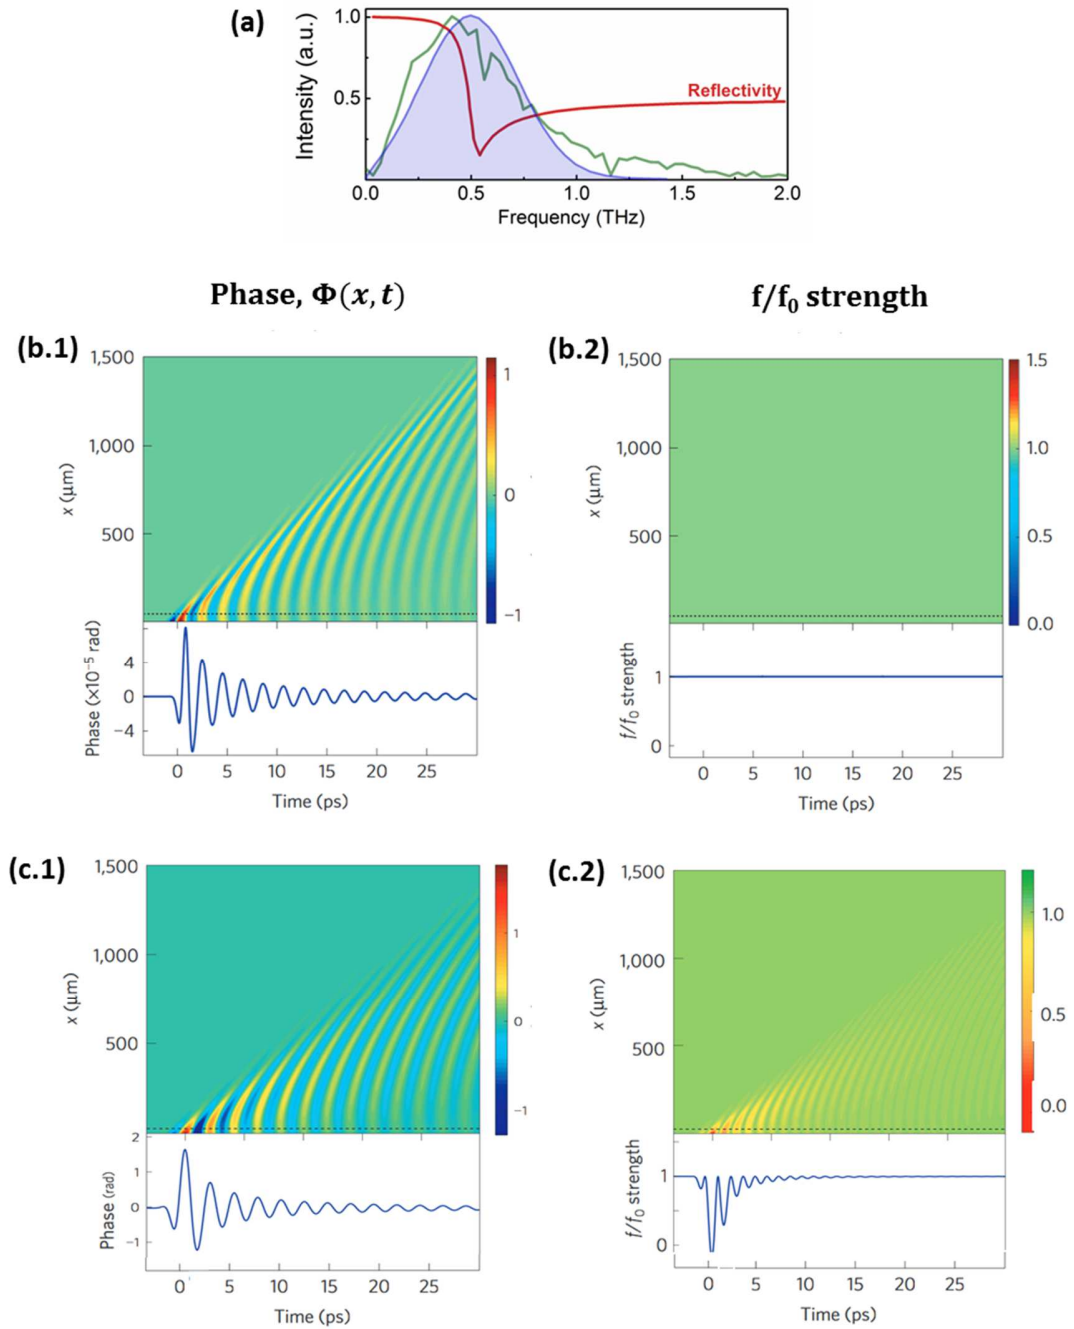 (a)
1.0
0.5
Intensity (a.u.)
Reflectivity
0.0 0.5 1.0 1.5 2.0
Frequency (THz)
Phase, Φ(x, t)
f/f₀ strength
(b.1)
1,500
1,000
500
x (μm)
1
0
−1
Phase (×10⁻⁵ rad)
4
0
−4
0 5 10 15 20 25
Time (ps)
(b.2)
1,500
1,000
500
x (μm)
1.5
1.0
0.5
0.0
f/f₀ strength
1
0
0 5 10 15 20 25
Time (ps)
(c.1)
1,500
1,000
500
x (μm)
1
0
−1
Phase (rad)
2
1
0
−1
0 5 10 15 20 25
Time (ps)
(c.2)
1,500
1,000
500
x (μm)
1.0
0.5
0.0
f/f₀ strength
1
0
0 5 10 15 20 25
Time (ps)